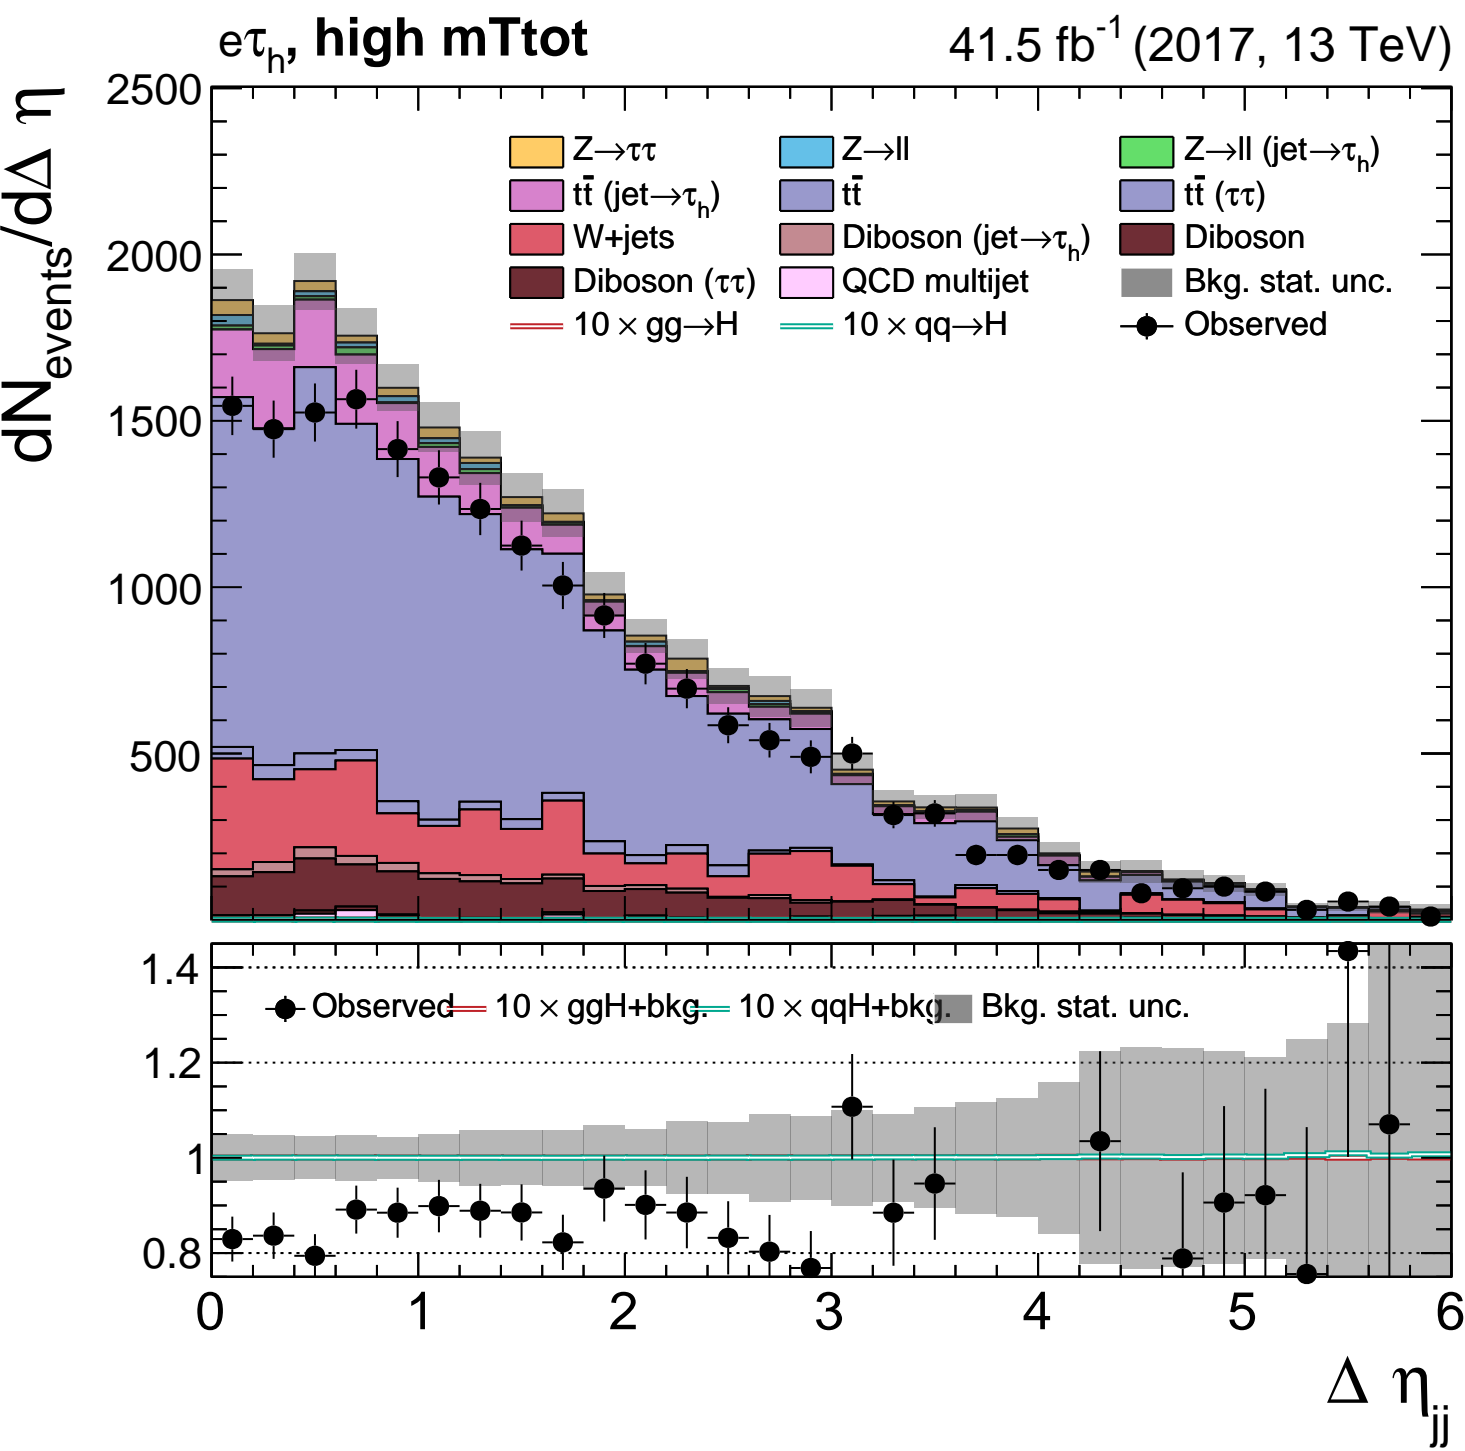 eτh, high mTtot 41.5 fb-1 (2017, 13 TeV)
dNevents/dΔ η
2500
2000
1500
1000
500
Z→ττ Z→ll Z→ll (jet→τh)
tt̄ (jet→τh) tt̄ tt̄ (ττ)
W+jets Diboson (jet→τh) Diboson
Diboson (ττ) QCD multijet Bkg. stat. unc.
10 × gg→H 10 × qq→H Observed
1.4
1.2
1
0.8
Observed 10 × ggH+bkg. 10 × qqH+bkg. Bkg. stat. unc.
0 1 2 3 4 5 6
Δ ηjj